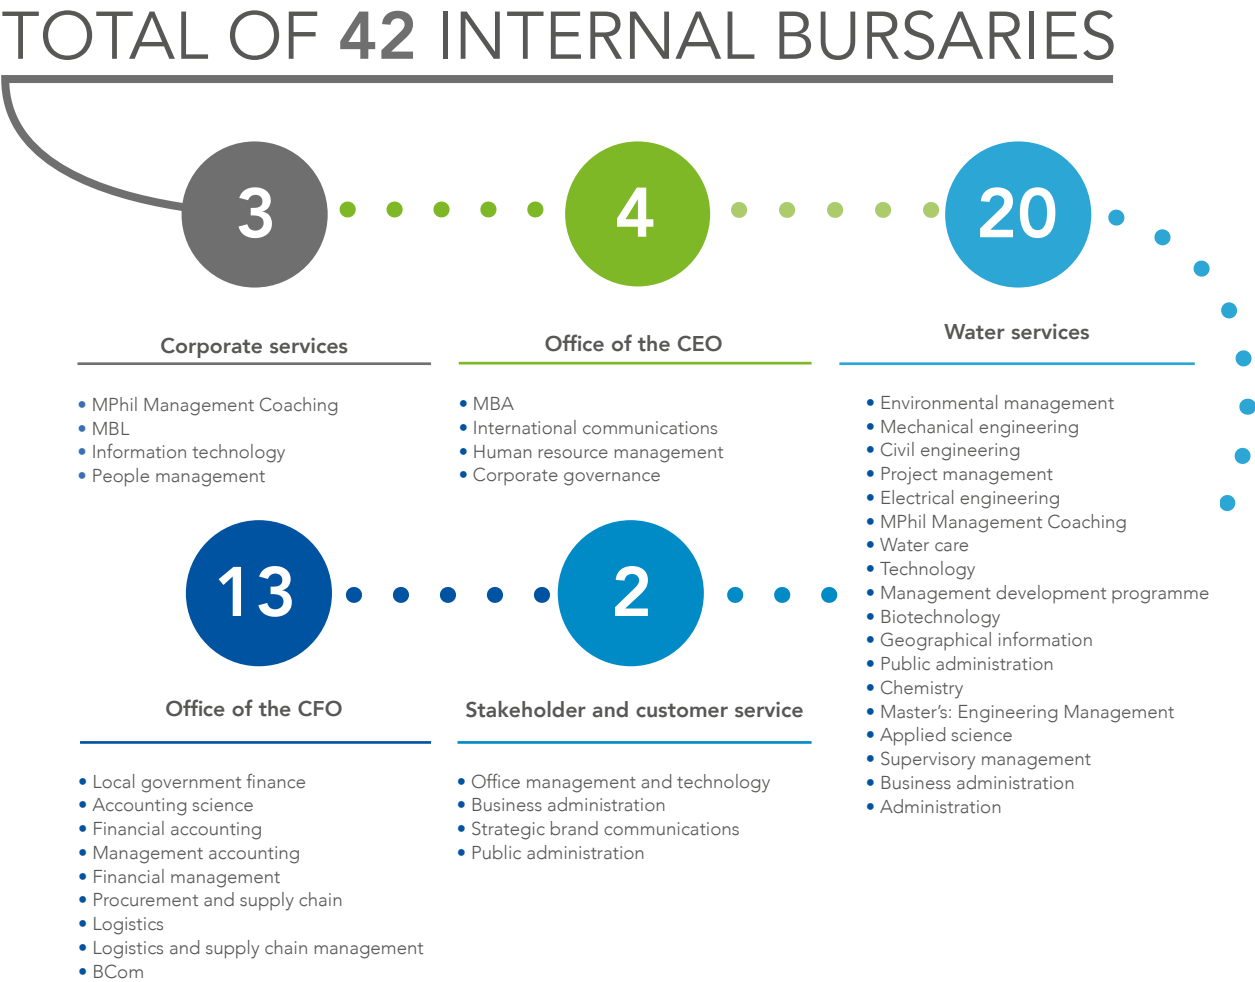 TOTAL OF 42 INTERNAL BURSARIES
3
4
20
Corporate services
• MPhil Management Coaching
• MBL
• Information technology
• People management
Office of the CEO
• MBA
• International communications
• Human resource management
• Corporate governance
Water services
• Environmental management
• Mechanical engineering
• Civil engineering
• Project management
• Electrical engineering
• MPhil Management Coaching
• Water care
• Technology
• Management development programme
• Biotechnology
• Geographical information
• Public administration
• Chemistry
• Master’s: Engineering Management
• Applied science
• Supervisory management
• Business administration
• Administration
13
2
Office of the CFO
• Local government finance
• Accounting science
• Financial accounting
• Management accounting
• Financial management
• Procurement and supply chain
• Logistics
• Logistics and supply chain management
• BCom
Stakeholder and customer service
• Office management and technology
• Business administration
• Strategic brand communications
• Public administration